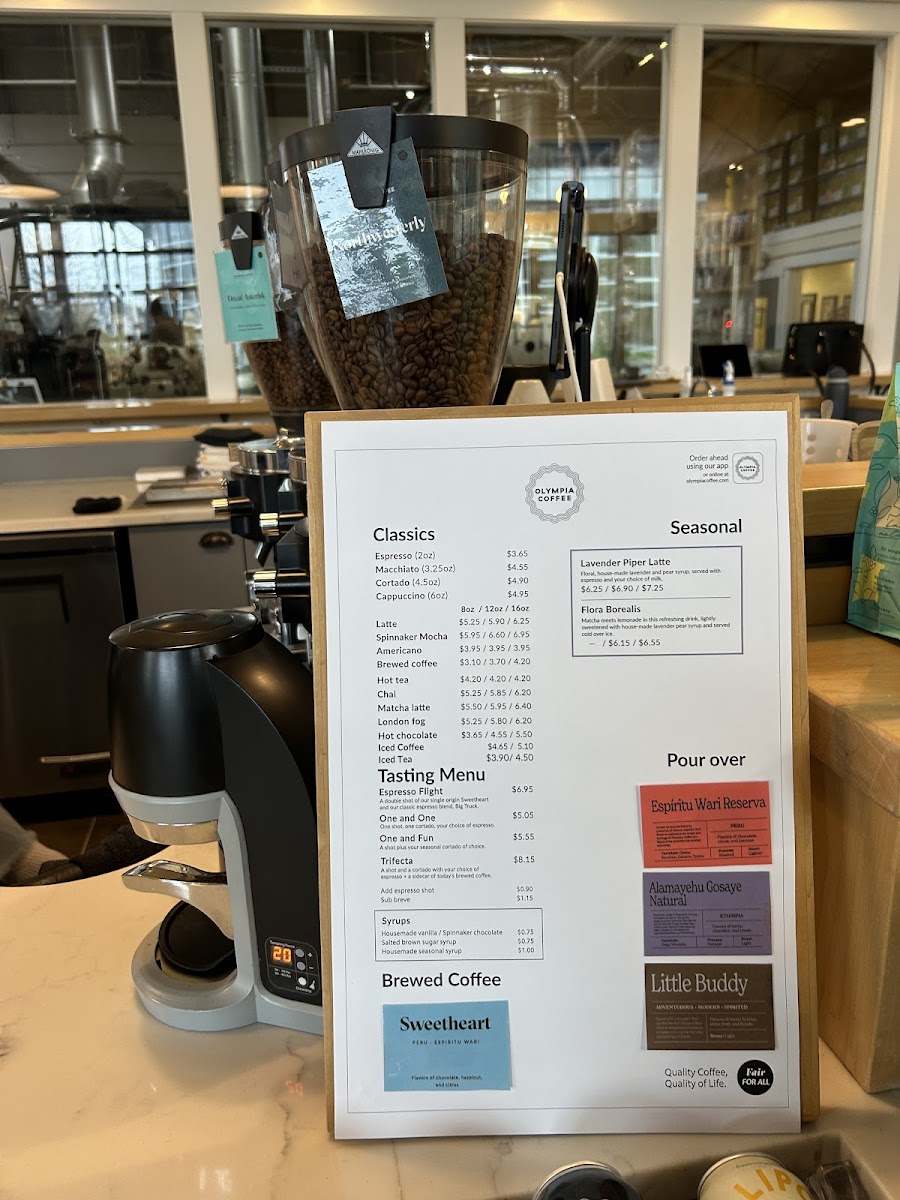 MAHLKÖNIG
Northwesterly
Decaf Asterisk
Order ahead
using our app
or online at
olympiacoffee.com
OLYMPIA
COFFEE
OLYMPIA
COFFEE
Classics
Espresso (2oz) $3.65
Macchiato (3.25oz) $4.55
Cortado (4.5oz) $4.90
Cappuccino (6oz) $4.95
8oz / 12oz / 16oz
Latte $5.25 / 5.90 / 6.25
Spinnaker Mocha $5.95 / 6.60 / 6.95
Americano $3.95 / 3.95 / 3.95
Brewed coffee $3.10 / 3.70 / 4.20
Hot tea $4.20 / 4.20 / 4.20
Chai $5.25 / 5.85 / 6.20
Matcha latte $5.50 / 5.95 / 6.40
London fog $5.25 / 5.80 / 6.20
Hot chocolate $3.65 / 4.55 / 5.50
Iced Coffee $4.65 / 5.10
Iced Tea $3.90/ 4.50
Tasting Menu
Espresso Flight $6.95
A double shot of our single origin Sweetheart
and our classic espresso blend, Big Truck.
One and One $5.05
One shot, one cortado, your choice of espresso.
One and Fun $5.55
A shot plus your seasonal cortado of choice.
Trifecta $8.15
A shot and a cortado with your choice of
espresso + a sidecar of today's brewed coffee.
Add espresso shot $0.90
Sub breve $1.15
Syrups
Housemade vanilla / Spinnaker chocolate $0.75
Salted brown sugar syrup $0.75
Housemade seasonal syrup $1.00
Brewed Coffee
Sweetheart
PERU - ESPIRITU WARI
Flavors of chocolate, hazelnut,
and citrus
Seasonal
Lavender Piper Latte
Floral, house-made lavender and pear syrup, served with
espresso and your choice of milk.
$6.25 / $6.90 / $7.25
Flora Borealis
Matcha meets lemonade in this refreshing drink, lightly
sweetened with house-made lavender pear syrup and served
cold over ice.
— / $6.15 / $6.55
Pour over
Espiritu Wari Reserva
PERU
Flavors of chocolate,
Alamayehu Gosaye
Natural
ETHIOPIA
Little Buddy
ADVENTUROUS • MODERN • SPIRITED
Quality Coffee,
Quality of Life.
Fair
FOR ALL
20
LIPS